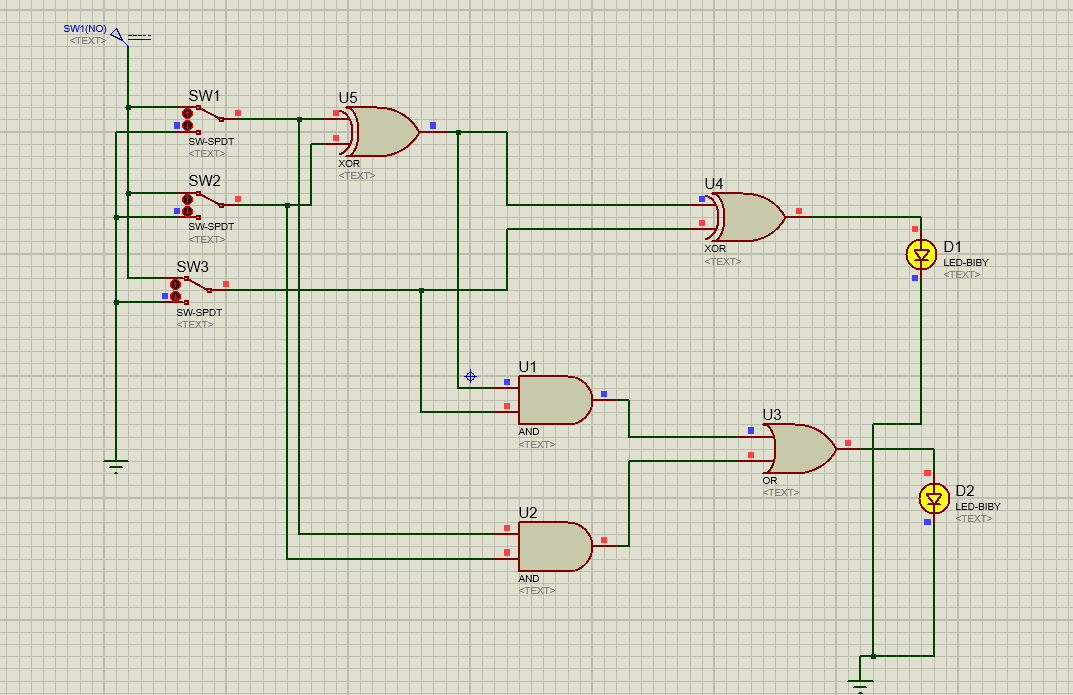 SW1(NO)
<TEXT>
SW1
SW-SPDT
<TEXT>
U5
XOR
<TEXT>
SW2
SW-SPDT
<TEXT>
U4
XOR
<TEXT>
SW3
SW-SPDT
<TEXT>
D1
LED-BIBY
<TEXT>
U1
AND
<TEXT>
U3
OR
<TEXT>
D2
LED-BIBY
<TEXT>
U2
AND
<TEXT>